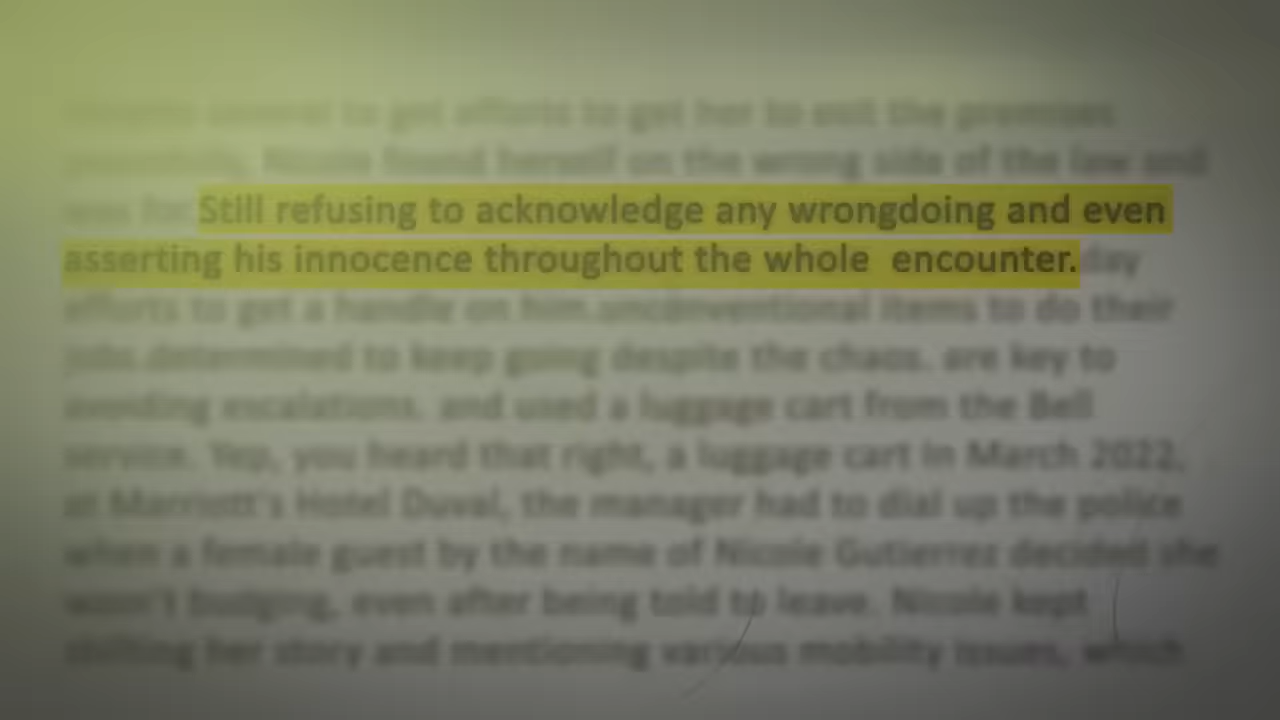 several to get efforts to get her to exit the premises
Nicole found herself on the wrong side of the law and
was for Still refusing to acknowledge any wrongdoing and even
asserting his innocence throughout the whole encounter. day
efforts to get a handle on him.unconventional items to do their
jobs.determined to keep going despite the chaos. are key to
avoiding escalations. and used a luggage cart from the Bell
service. Yep, you heard that right, a luggage cart In March 2022,
at Marriott's Hotel Duval, the manager had to dial up the police
when a female guest by the name of Nicole Gutierrez decided she
wasn't budging, even after being told to leave. Nicole kept
shifting her story and mentioning various mobility issues, which